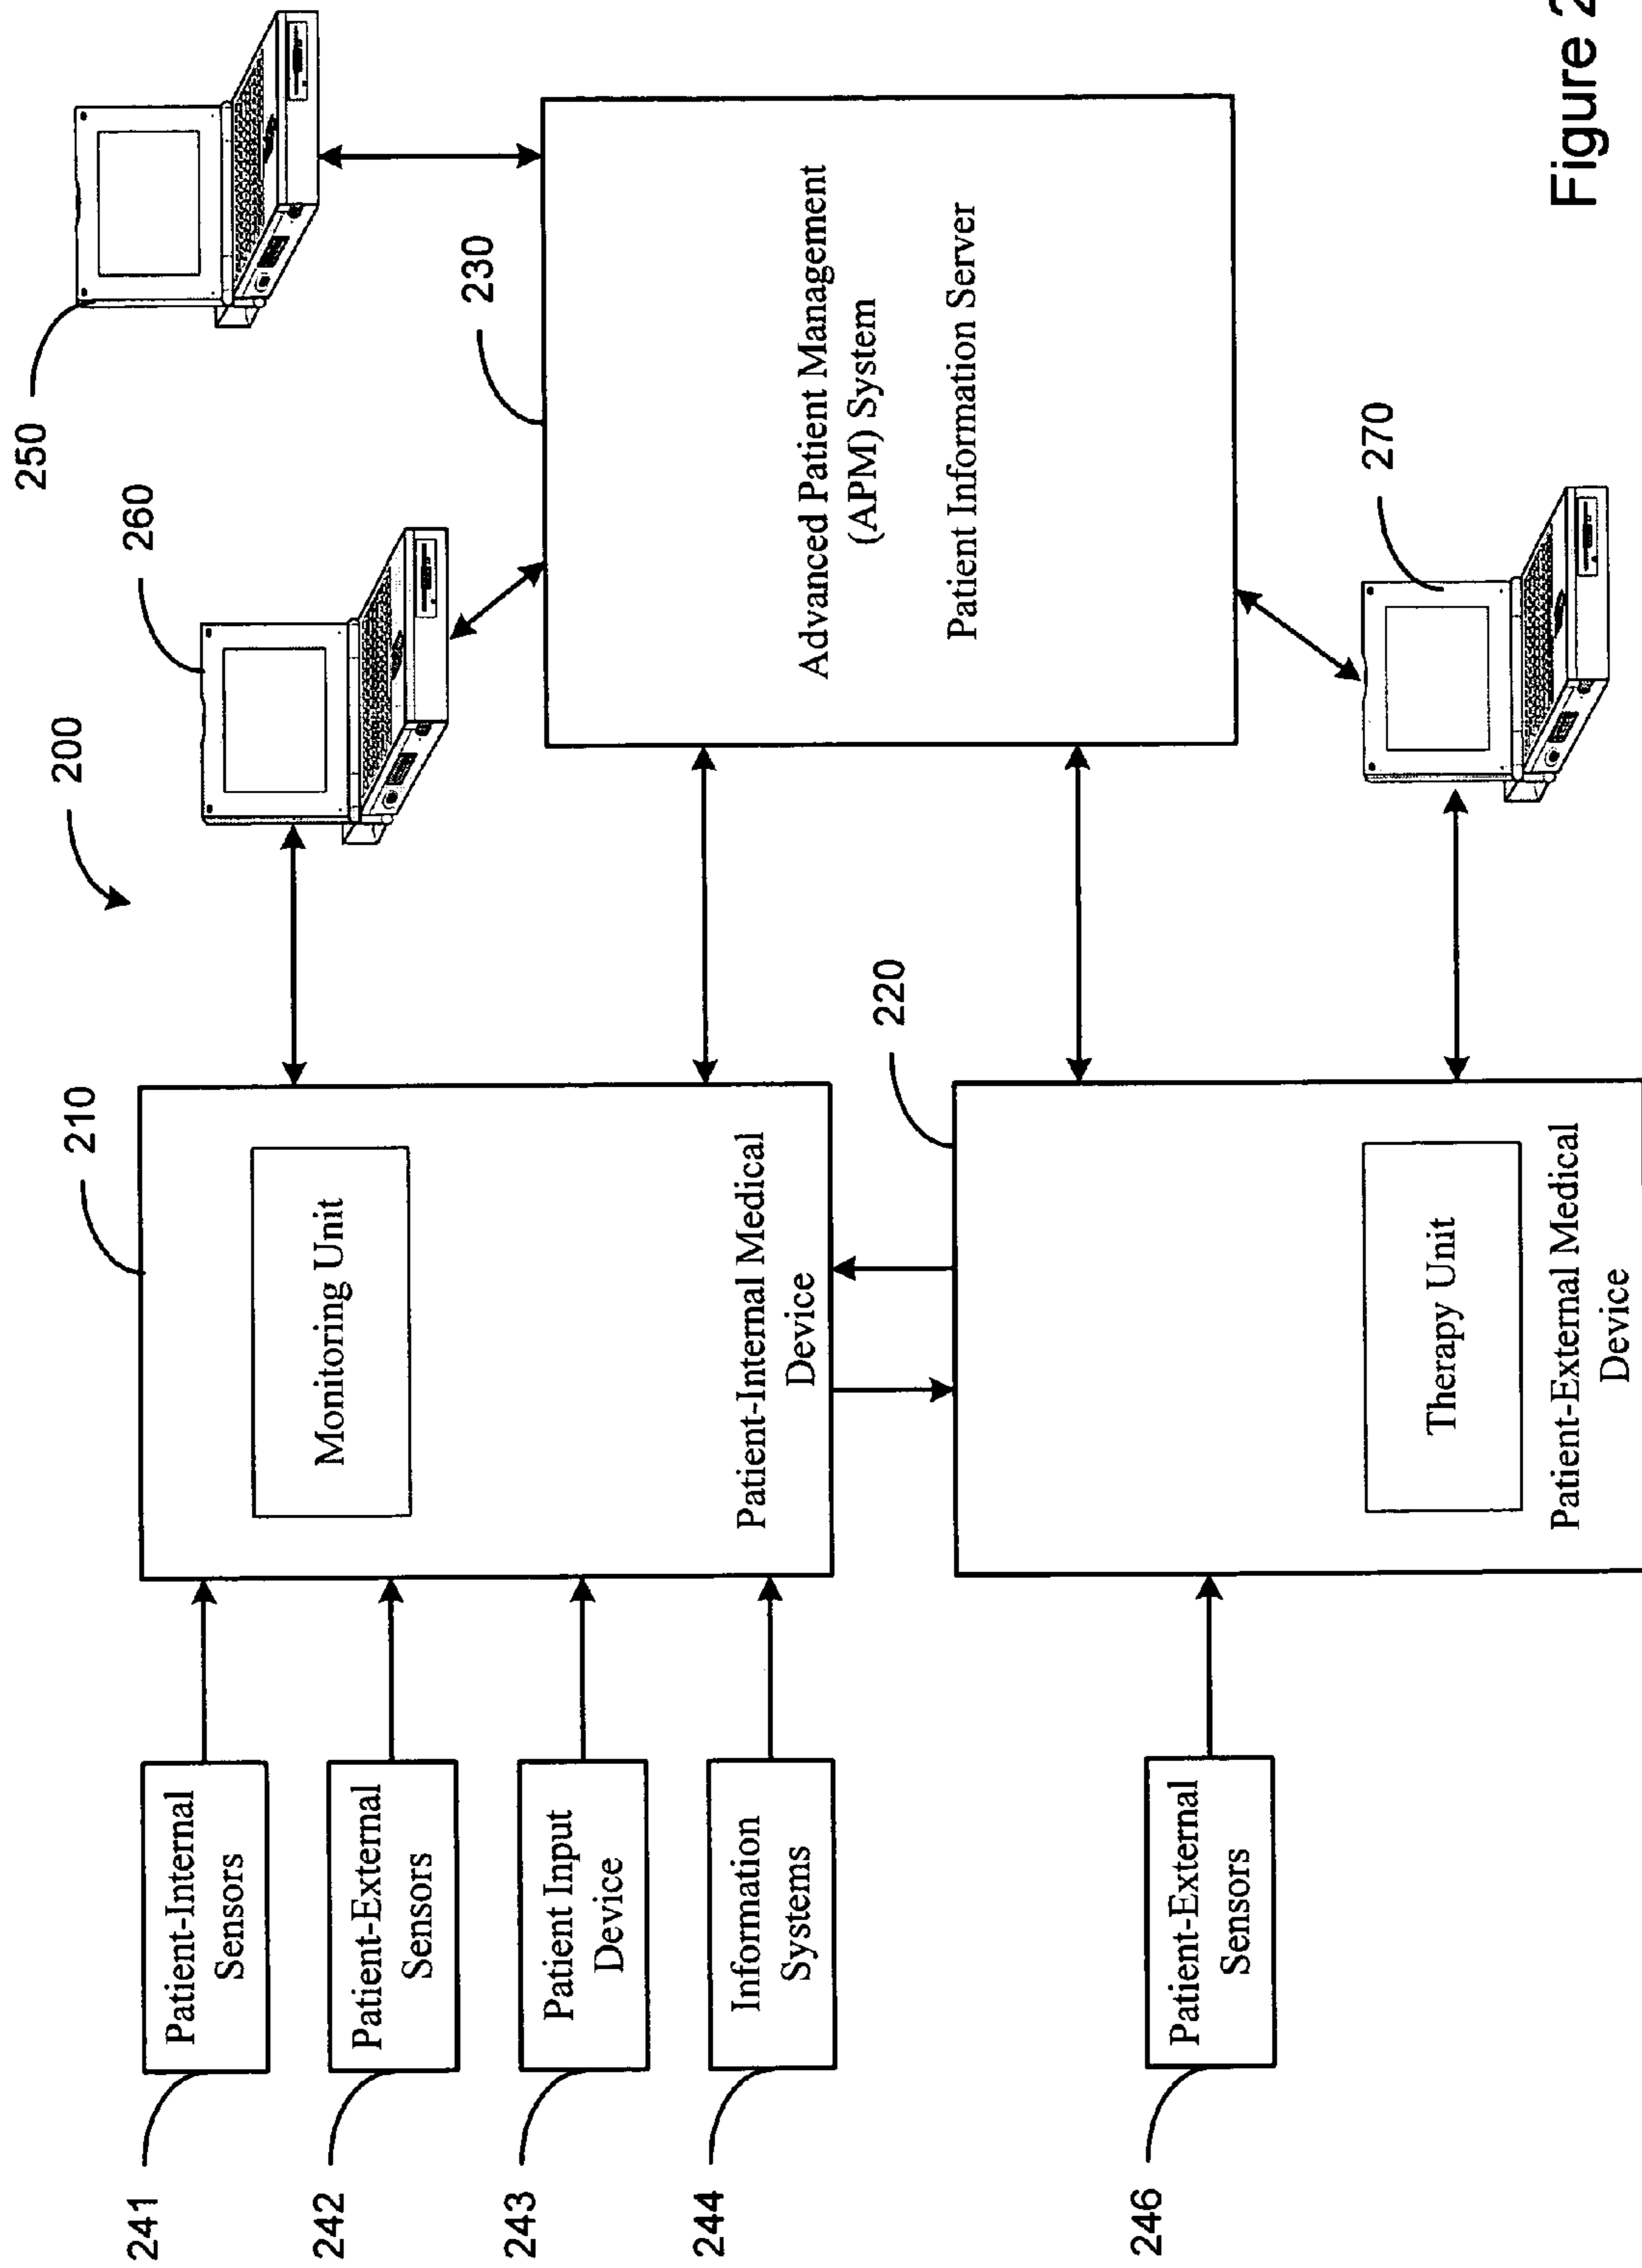 250
260
200
230
210
220
270
Advanced Patient Management
(APM) System
Patient Information Server
Monitoring Unit
Patient-Internal Medical
Device
Therapy Unit
Patient-External Medical
Device
241
Patient-Internal
Sensors
242
Patient-External
Sensors
243
Patient Input
Device
244
Information
Systems
246
Patient-External
Sensors
Figure 2